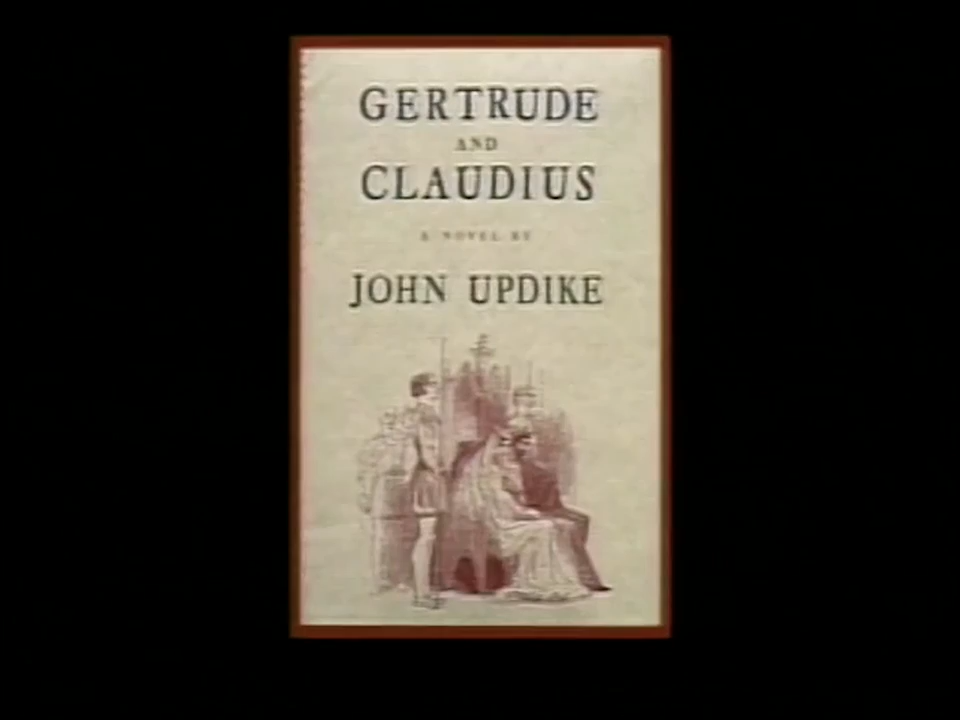 GERTRUDE
AND
CLAUDIUS
A NOVEL BY
JOHN UPDIKE